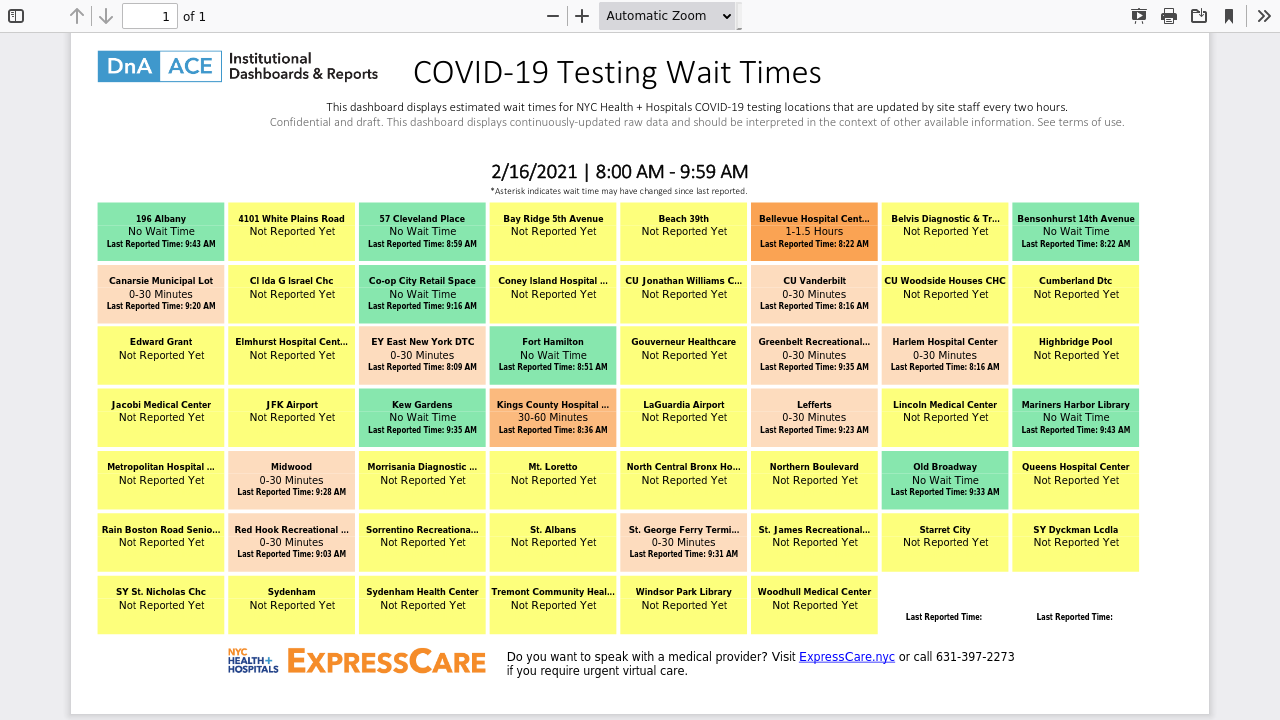 1 of 1 Automatic Zoom
DnA ACE Institutional
Dashboards & Reports
COVID-19 Testing Wait Times
This dashboard displays estimated wait times for NYC Health + Hospitals COVID-19 testing locations that are updated by site staff every two hours.
Confidential and draft. This dashboard displays continuously-updated raw data and should be interpreted in the context of other available information. See terms of use.
2/16/2021 | 8:00 AM - 9:59 AM
*Asterisk indicates wait time may have changed since last reported.
196 Albany
No Wait Time
Last Reported Time: 9:43 AM
4101 White Plains Road
Not Reported Yet
57 Cleveland Place
No Wait Time
Last Reported Time: 8:59 AM
Bay Ridge 5th Avenue
Not Reported Yet
Beach 39th
Not Reported Yet
Bellevue Hospital Cent...
1-1.5 Hours
Last Reported Time: 8:22 AM
Belvis Diagnostic & Tr...
Not Reported Yet
Bensonhurst 14th Avenue
No Wait Time
Last Reported Time: 8:22 AM
Canarsie Municipal Lot
0-30 Minutes
Last Reported Time: 9:20 AM
CI Ida G Israel Chc
Not Reported Yet
Co-op City Retail Space
No Wait Time
Last Reported Time: 9:16 AM
Coney Island Hospital ...
Not Reported Yet
CU Jonathan Williams C...
Not Reported Yet
CU Vanderbilt
0-30 Minutes
Last Reported Time: 8:16 AM
CU Woodside Houses CHC
Not Reported Yet
Cumberland Dtc
Not Reported Yet
Edward Grant
Not Reported Yet
Elmhurst Hospital Cent...
Not Reported Yet
EY East New York DTC
0-30 Minutes
Last Reported Time: 8:09 AM
Fort Hamilton
No Wait Time
Last Reported Time: 8:51 AM
Gouverneur Healthcare
Not Reported Yet
Greenbelt Recreational...
0-30 Minutes
Last Reported Time: 9:35 AM
Harlem Hospital Center
0-30 Minutes
Last Reported Time: 8:16 AM
Highbridge Pool
Not Reported Yet
Jacobi Medical Center
Not Reported Yet
JFK Airport
Not Reported Yet
Kew Gardens
No Wait Time
Last Reported Time: 9:35 AM
Kings County Hospital ...
30-60 Minutes
Last Reported Time: 8:36 AM
LaGuardia Airport
Not Reported Yet
Lefferts
0-30 Minutes
Last Reported Time: 9:23 AM
Lincoln Medical Center
Not Reported Yet
Mariners Harbor Library
No Wait Time
Last Reported Time: 9:43 AM
Metropolitan Hospital ...
Not Reported Yet
Midwood
0-30 Minutes
Last Reported Time: 9:28 AM
Morrisania Diagnostic ...
Not Reported Yet
Mt. Loretto
Not Reported Yet
North Central Bronx Ho...
Not Reported Yet
Northern Boulevard
Not Reported Yet
Old Broadway
No Wait Time
Last Reported Time: 9:33 AM
Queens Hospital Center
Not Reported Yet
Rain Boston Road Senio...
Not Reported Yet
Red Hook Recreational ...
0-30 Minutes
Last Reported Time: 9:03 AM
Sorrentino Recreationa...
Not Reported Yet
St. Albans
Not Reported Yet
St. George Ferry Termi...
0-30 Minutes
Last Reported Time: 9:31 AM
St. James Recreational...
Not Reported Yet
Starret City
Not Reported Yet
SY Dyckman Lcdla
Not Reported Yet
SY St. Nicholas Chc
Not Reported Yet
Sydenham
Not Reported Yet
Sydenham Health Center
Not Reported Yet
Tremont Community Heal...
Not Reported Yet
Windsor Park Library
Not Reported Yet
Woodhull Medical Center
Not Reported Yet
Last Reported Time:
Last Reported Time:
NYC
HEALTH+
HOSPITALS
EXPRESSCARE
Do you want to speak with a medical provider? Visit ExpressCare.nyc or call 631-397-2273
if you require urgent virtual care.